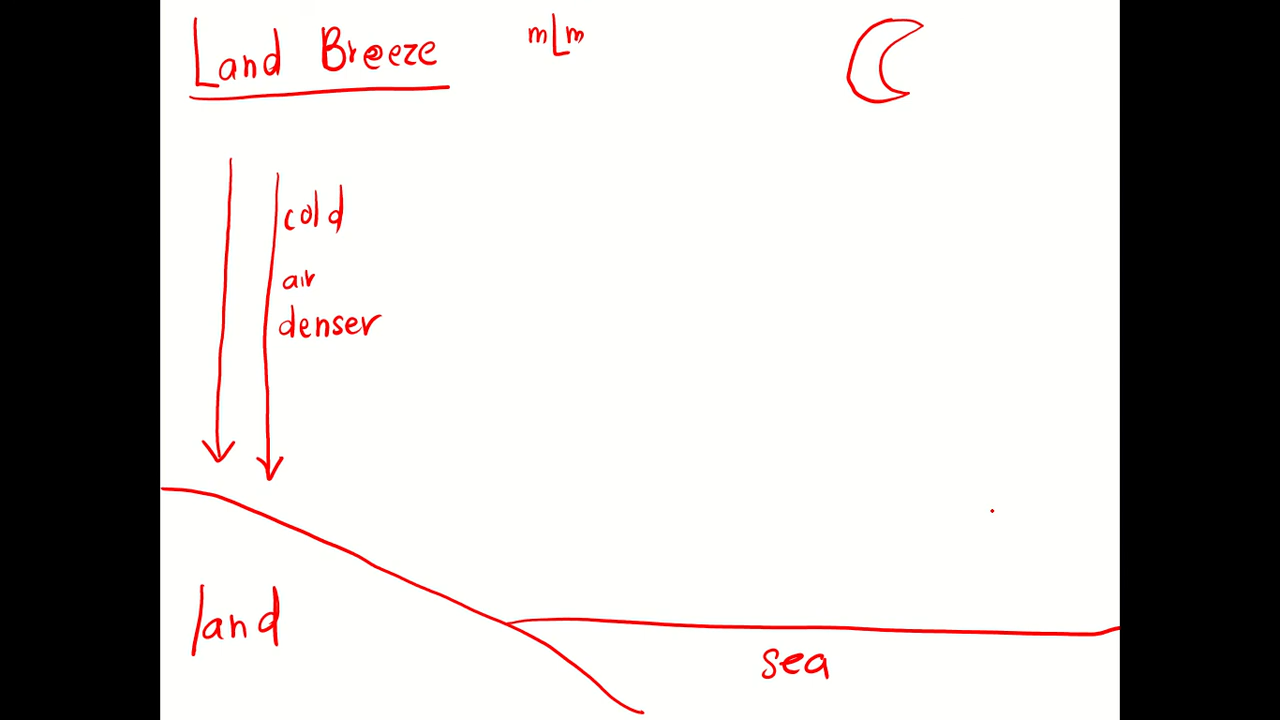 Land Breeze
mLm
cold
air
denser
land
sea